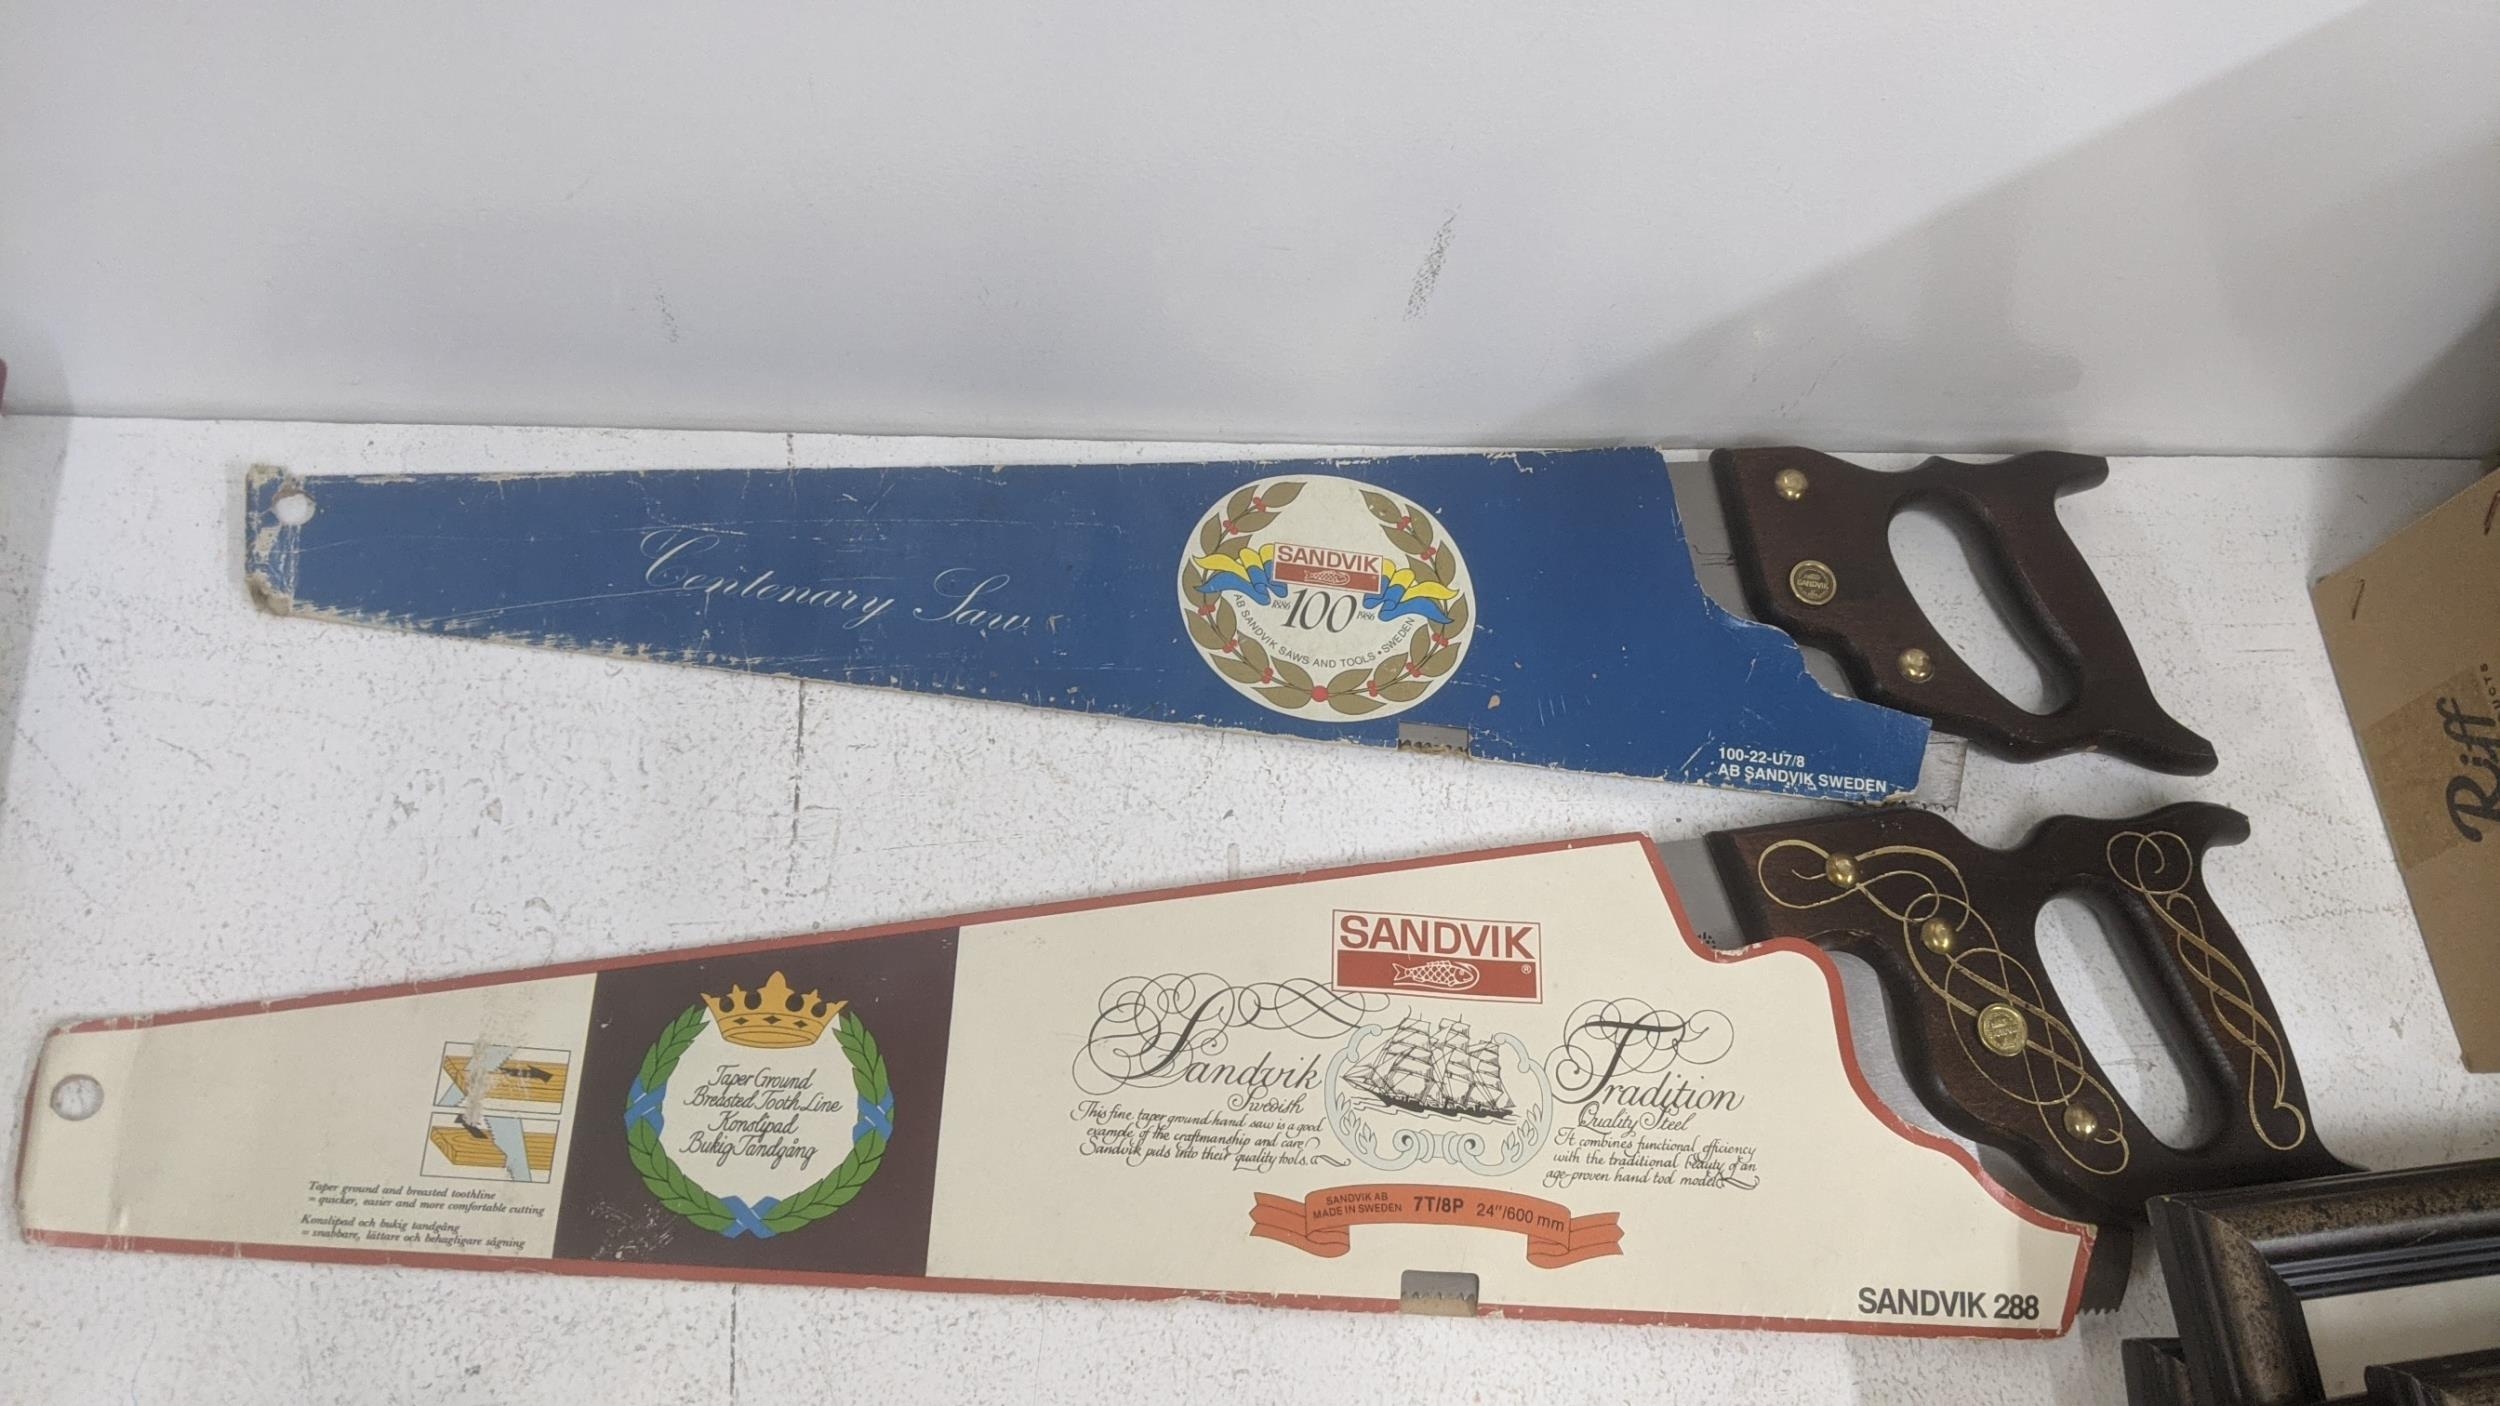 Centenary Saw
SANDVIK
1886 100 1986
AB SANDVIK SAWS AND TOOLS • SWEDEN
100-22-U7/8
AB SANDVIK SWEDEN
SANDVIK
SANDVIK
®
Sandvik Tradition
Swedish Quality Steel
This fine taper ground hand saw is a good
example of the craftmanship and care
Sandvik puts into their quality tools.
It combines functional efficiency
with the traditional beauty of an
age-proven hand tool model.
SANDVIK AB
MADE IN SWEDEN 7T/8P 24"/600 mm
SANDVIK 288
Taper Ground
Breasted Tooth Line
Konslipad
Bukig Tandgång
Taper ground and breasted toothline
= quicker, easier and more comfortable cutting
Konslipad och bukig tandgång
= snabbare, lättare och behagligare sågning
Riff